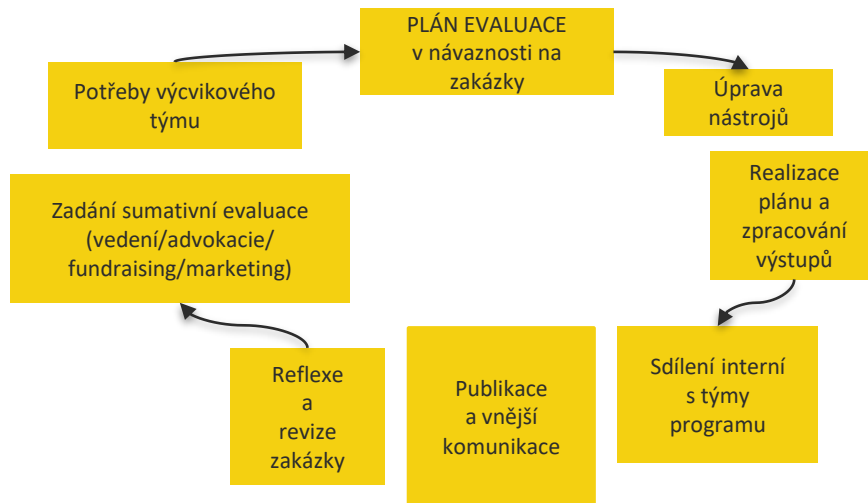 PLÁN EVALUACE
v návaznosti na
zakázky
Potřeby výcvikového
týmu
Úprava
nástrojů
Realizace
plánu a
zpracování
výstupů
Zadání sumativní evaluace
(vedení/advokacie/
fundraising/marketing)
Sdílení interní
s týmy
programu
Publikace
a vnější
komunikace
Reflexe
a
revize
zakázky